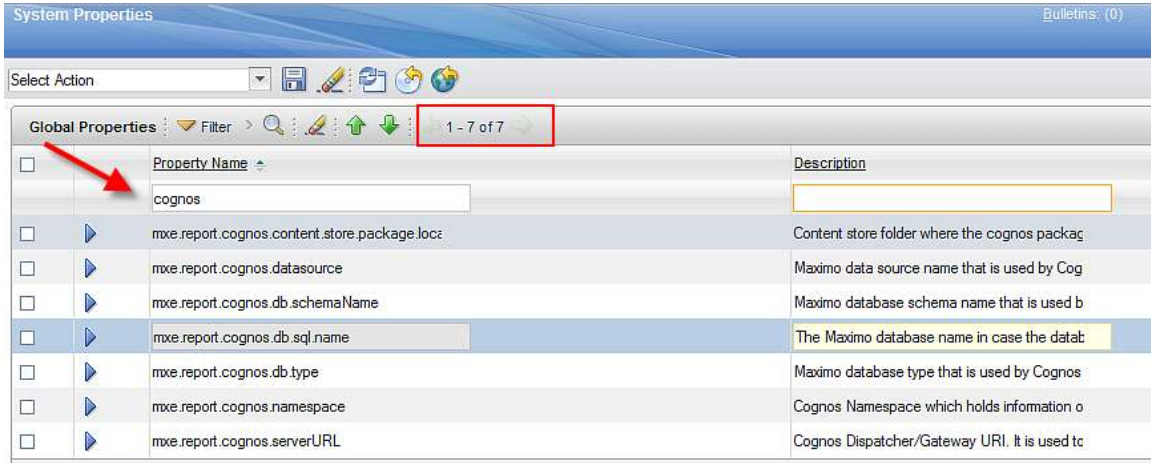 System Properties Bulletins: (0)
Select Action
Global Properties Filter 1 - 7 of 7
Property Name Description
cognos
mxe.report.cognos.content.store.package.loca Content store folder where the cognos packag
mxe.report.cognos.datasource Maximo data source name that is used by Cog
mxe.report.cognos.db.schemaName Maximo database schema name that is used b
mxe.report.cognos.db.sql.name The Maximo database name in case the datab
mxe.report.cognos.db.type Maximo database type that is used by Cognos
mxe.report.cognos.namespace Cognos Namespace which holds information o
mxe.report.cognos.serverURL Cognos Dispatcher/Gateway URI. It is used to